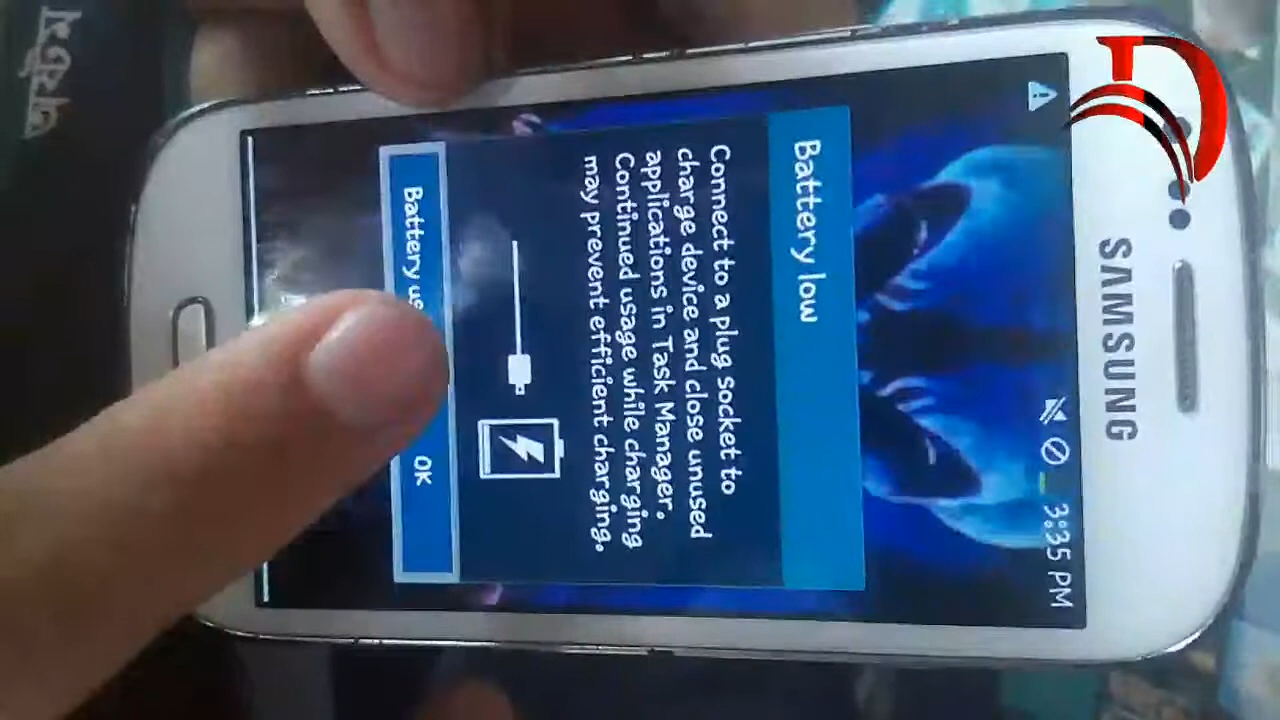 SAMSUNG
3:35 PM
Battery low
Connect to a plug socket to
charge device and close unused
applications in Task Manager.
Continued usage while charging
may prevent efficient charging.
Battery
OK